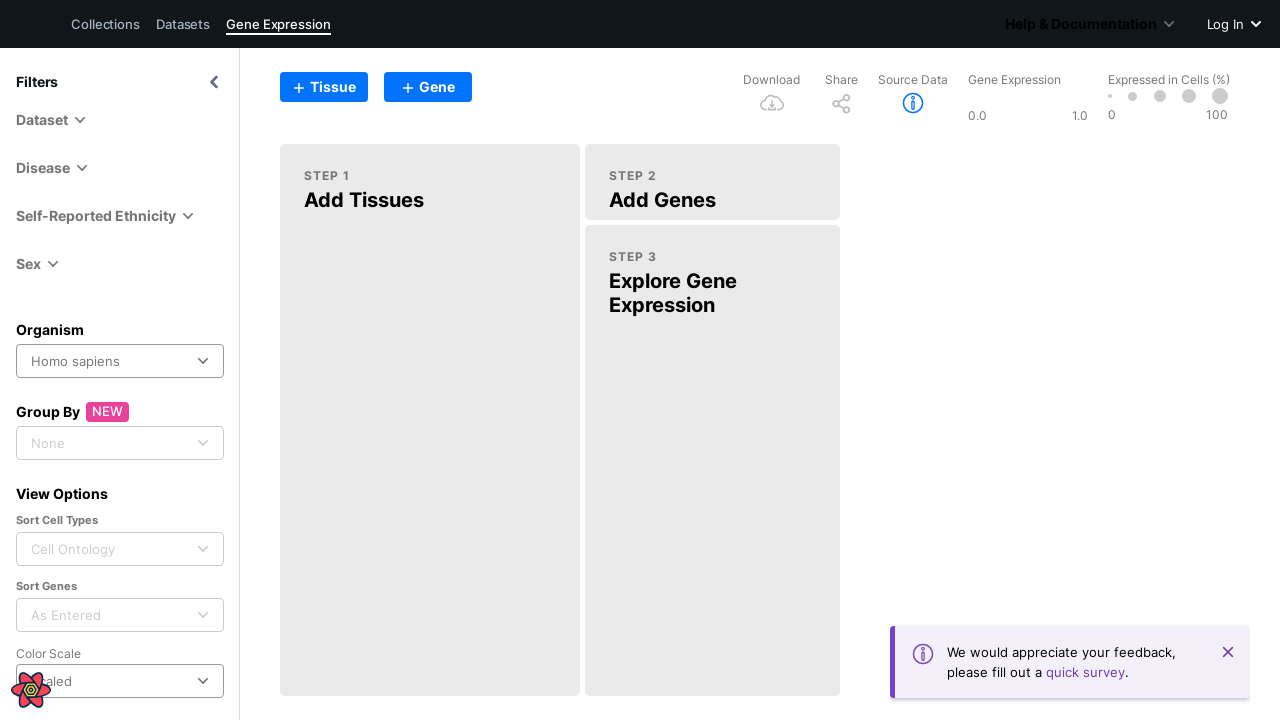 Collections Datasets Gene Expression Help & Documentation Log In
Filters
Dataset
Disease
Self-Reported Ethnicity
Sex
Organism
Homo sapiens
Group By NEW
None
View Options
Sort Cell Types
Cell Ontology
Sort Genes
As Entered
Color Scale
+ Tissue + Gene
Download Share Source Data Gene Expression Expressed in Cells (%)
0.0 1.0 0 100
STEP 1
Add Tissues
STEP 2
Add Genes
STEP 3
Explore Gene
Expression
We would appreciate your feedback,
please fill out a quick survey.